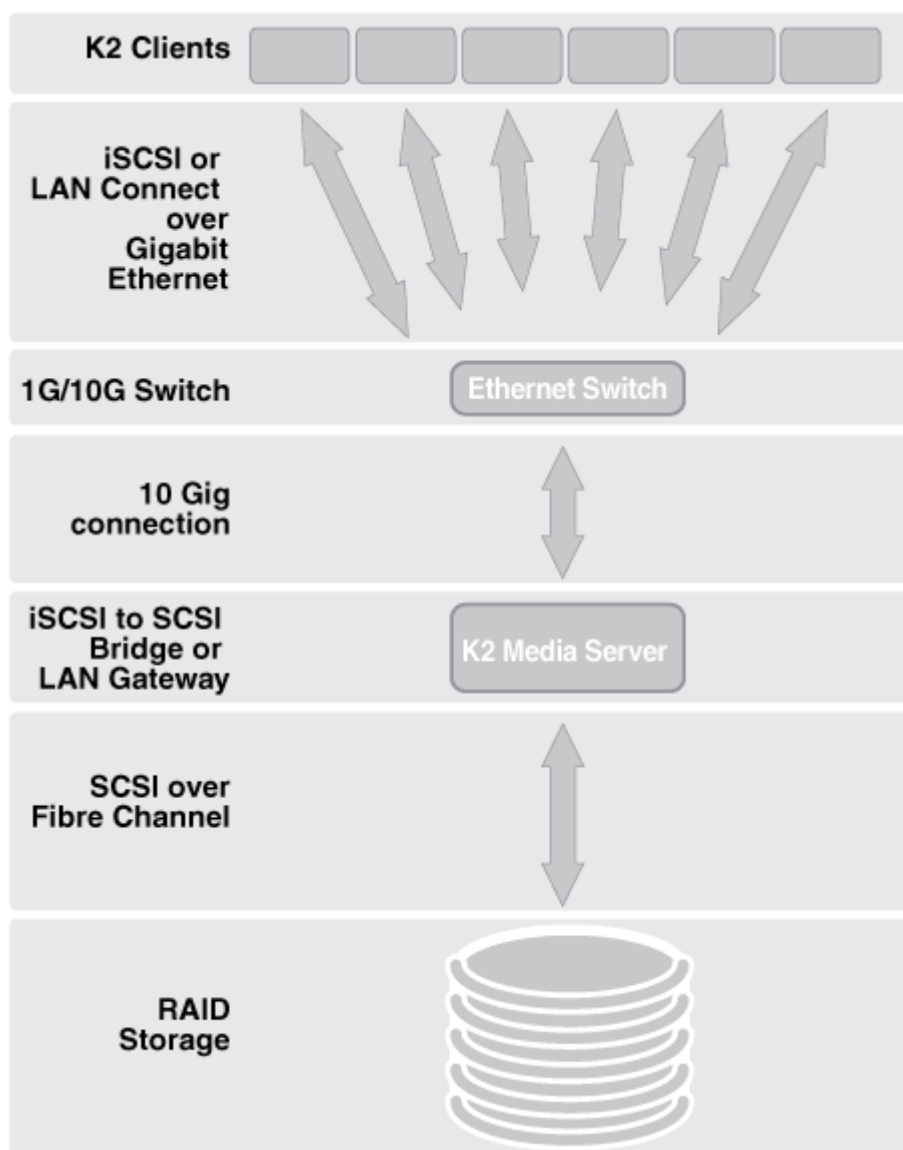 K2 Clients
iSCSI or
LAN Connect
over
Gigabit
Ethernet
1G/10G Switch
Ethernet Switch
10 Gig
connection
iSCSI to SCSI
Bridge or
LAN Gateway
K2 Media Server
SCSI over
Fibre Channel
RAID
Storage